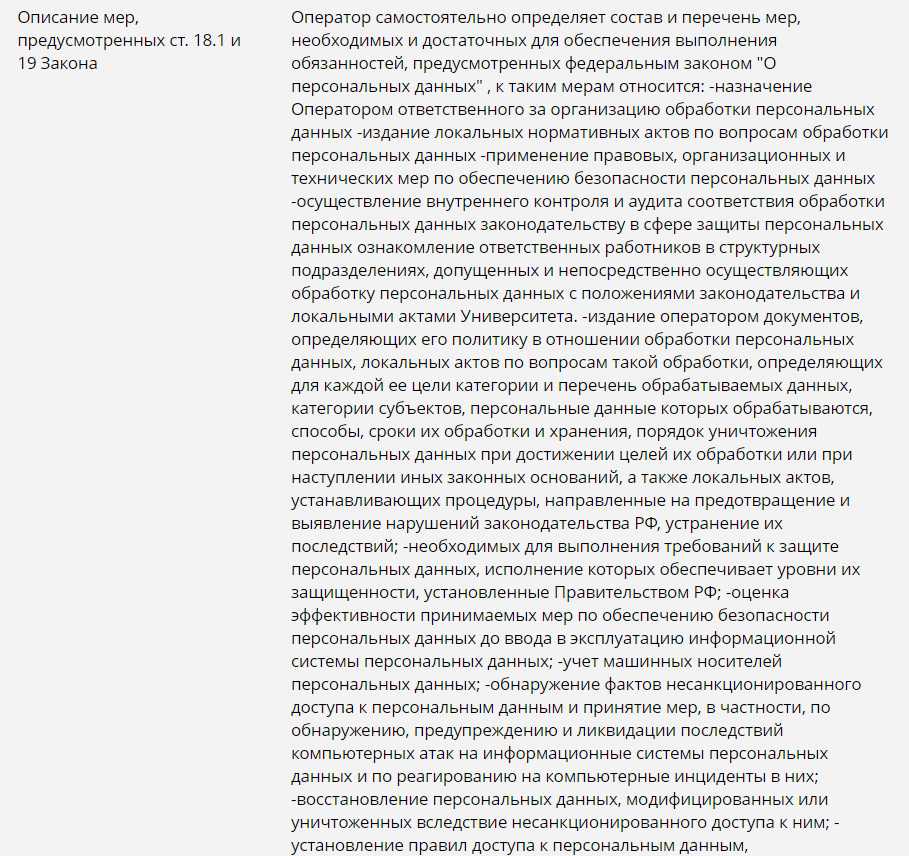 Описание мер,
предусмотренных ст. 18.1 и
19 Закона
Оператор самостоятельно определяет состав и перечень мер,
необходимых и достаточных для обеспечения выполнения
обязанностей, предусмотренных федеральным законом "О
персональных данных" , к таким мерам относится: -назначение
Оператором ответственного за организацию обработки персональных
данных -издание локальных нормативных актов по вопросам обработки
персональных данных -применение правовых, организационных и
технических мер по обеспечению безопасности персональных данных
-осуществление внутреннего контроля и аудита соответствия обработки
персональных данных законодательству в сфере защиты персональных
данных ознакомление ответственных работников в структурных
подразделениях, допущенных и непосредственно осуществляющих
обработку персональных данных с положениями законодательства и
локальными актами Университета. -издание оператором документов,
определяющих его политику в отношении обработки персональных
данных, локальных актов по вопросам такой обработки, определяющих
для каждой ее цели категории и перечень обрабатываемых данных,
категории субъектов, персональные данные которых обрабатываются,
способы, сроки их обработки и хранения, порядок уничтожения
персональных данных при достижении целей их обработки или при
наступлении иных законных оснований, а также локальных актов,
устанавливающих процедуры, направленные на предотвращение и
выявление нарушений законодательства РФ, устранение их
последствий; -необходимых для выполнения требований к защите
персональных данных, исполнение которых обеспечивает уровни их
защищенности, установленные Правительством РФ; -оценка
эффективности принимаемых мер по обеспечению безопасности
персональных данных до ввода в эксплуатацию информационной
системы персональных данных; -учет машинных носителей
персональных данных; -обнаружение фактов несанкционированного
доступа к персональным данным и принятие мер, в частности, по
обнаружению, предупреждению и ликвидации последствий
компьютерных атак на информационные системы персональных
данных и по реагированию на компьютерные инциденты в них;
-восстановление персональных данных, модифицированных или
уничтоженных вследствие несанкционированного доступа к ним; -
установление правил доступа к персональным данным,